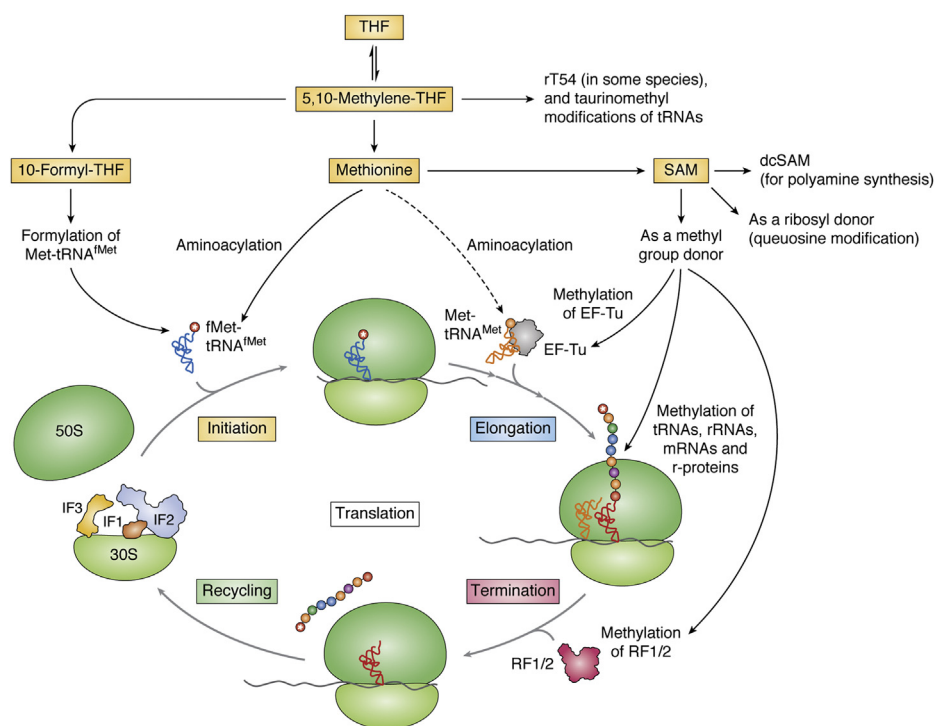 THF
5,10-Methylene-THF
rT54 (in some species),
and taurinomethyl
modifications of tRNAs
10-Formyl-THF
Methionine
SAM
dcSAM
(for polyamine synthesis)
As a ribosyl donor
(queuosine modification)
Formylation of
Met-tRNAfMet
Aminoacylation
Aminoacylation
As a methyl
group donor
fMet-
tRNAfMet
Met-
tRNAMet
Methylation
of EF-Tu
EF-Tu
50S
Initiation
Elongation
Methylation of
tRNAs, rRNAs,
mRNAs and
r-proteins
IF3
IF1
IF2
30S
Translation
Recycling
Termination
RF1/2
Methylation
of RF1/2